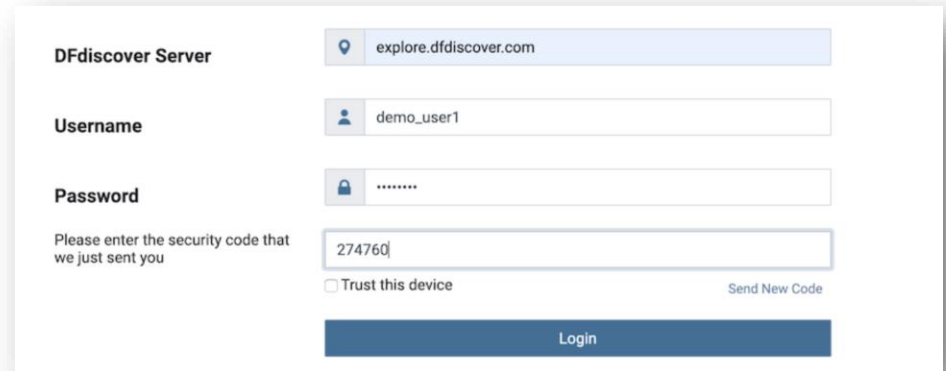 DFdiscover Server
explore.dfdiscover.com
Username
demo_user1
Password
••••••••
Please enter the security code that
we just sent you
274760
Trust this device
Send New Code
Login